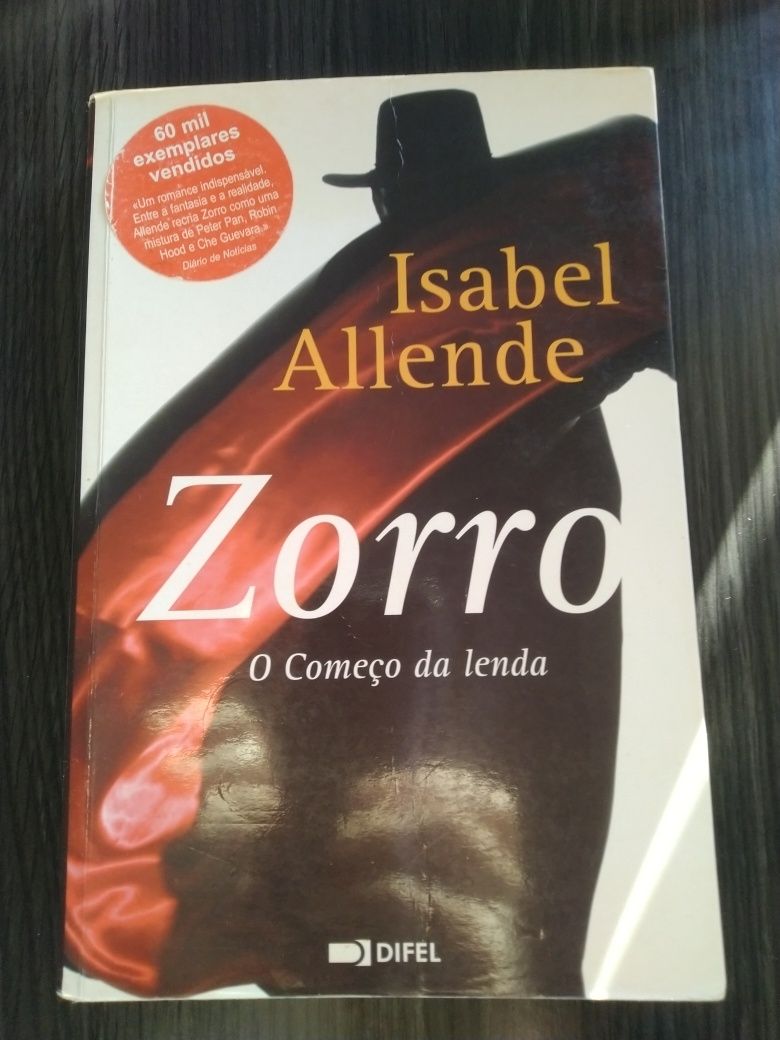 60 mil
exemplares
vendidos
«Um romance indispensável.
Entre a fantasia e a realidade,
Allende recria Zorro como uma
mistura de Peter Pan, Robin
Hood e Che Guevara.»
Diário de Notícias
Isabel
Allende
Zorro
O Começo da lenda
DIFEL